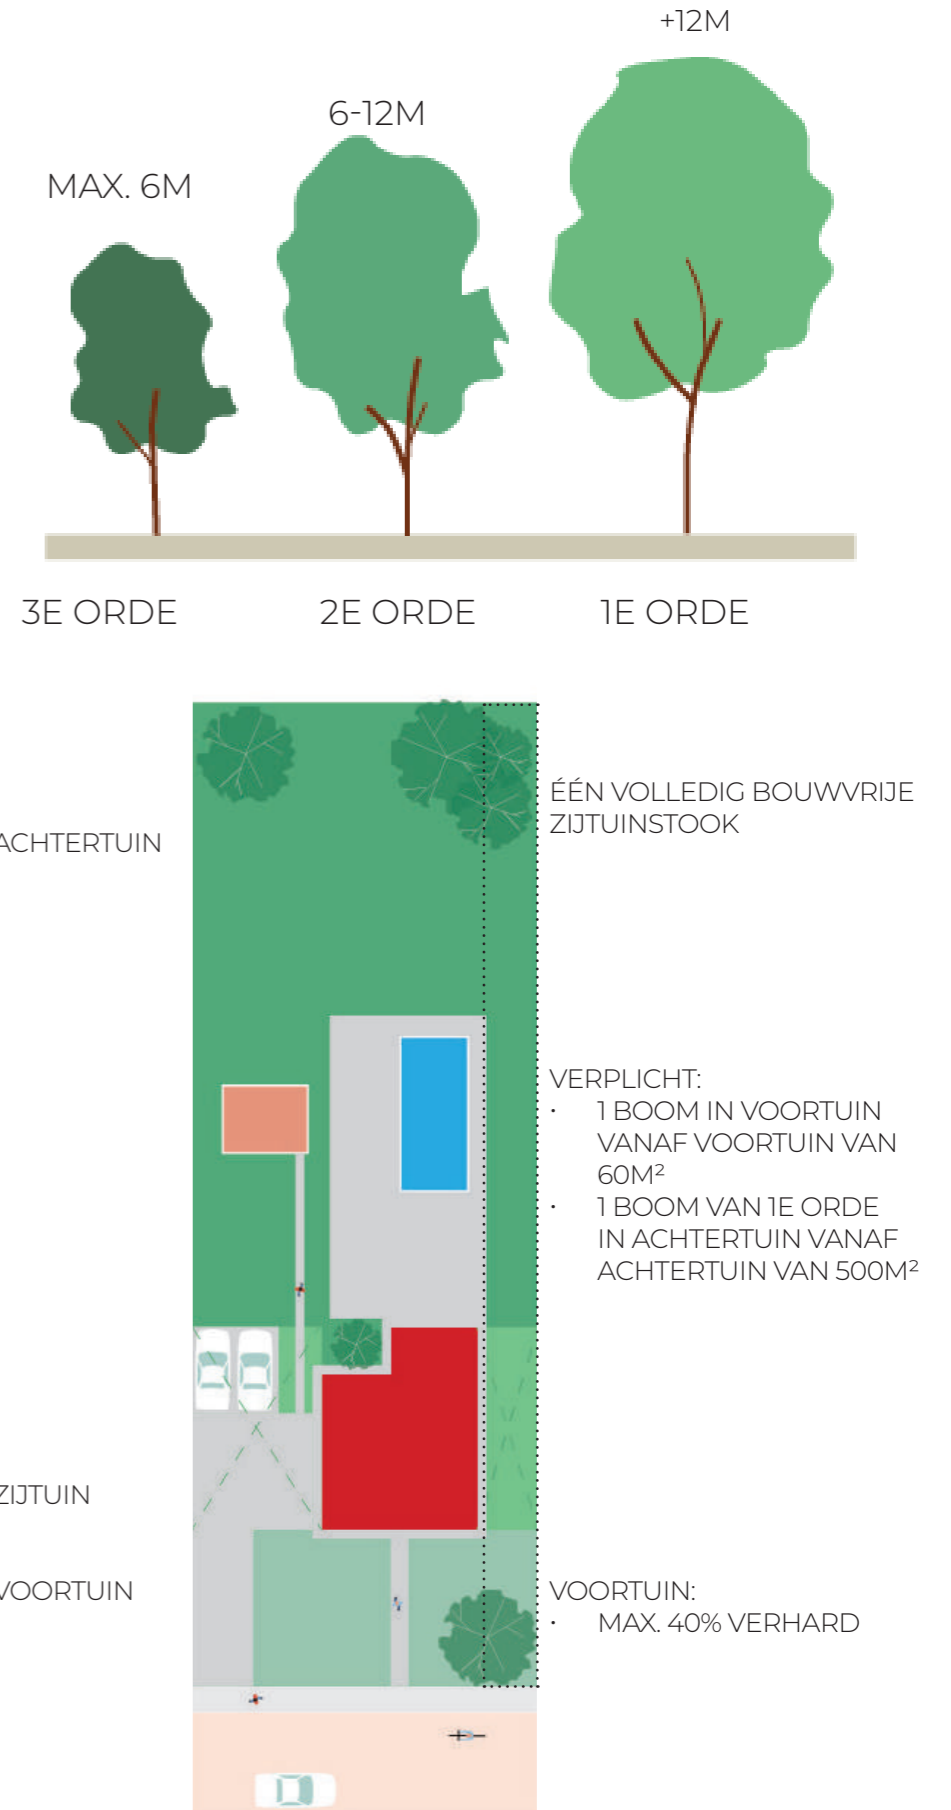 +12M
6-12M
MAX. 6M
3E ORDE
2E ORDE
1E ORDE
ÉÉN VOLLEDIG BOUWVRIJE
ZIJTUINSTOOK
ACHTERTUIN
VERPLICHT:
· 1 BOOM IN VOORTUIN
VANAF VOORTUIN VAN
60M²
· 1 BOOM VAN 1E ORDE
IN ACHTERTUIN VANAF
ACHTERTUIN VAN 500M²
ZIJTUIN
VOORTUIN
VOORTUIN:
· MAX. 40% VERHARD